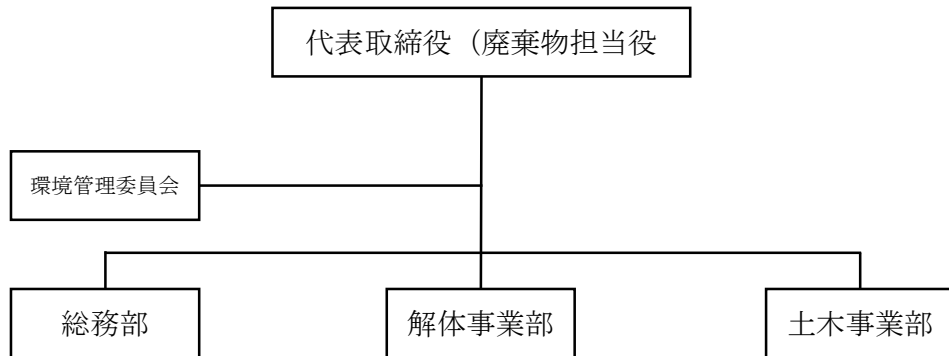 代表取締役（廃棄物担当役
環境管理委員会
総務部
解体事業部
土木事業部